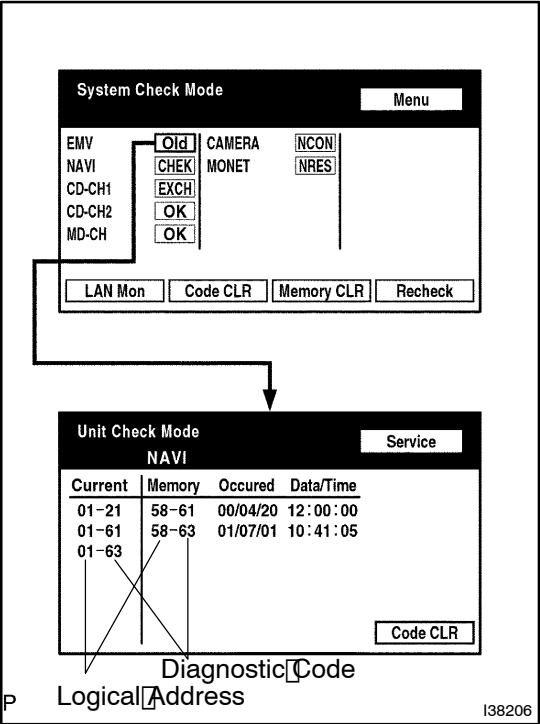 System Check Mode
Menu
EMV Old CAMERA NCON
NAVI CHEK MONET NRES
CD-CH1 EXCH
CD-CH2 OK
MD-CH OK
LAN Mon Code CLR Memory CLR Recheck
Unit Check Mode
Service
NAVI
Current Memory Occured Data/Time
01-21 58-61 00/04/20 12:00:00
01-61 58-63 01/07/01 10:41:05
01-63
Code CLR
Diagnostic Code
Logical Address
P
I38206